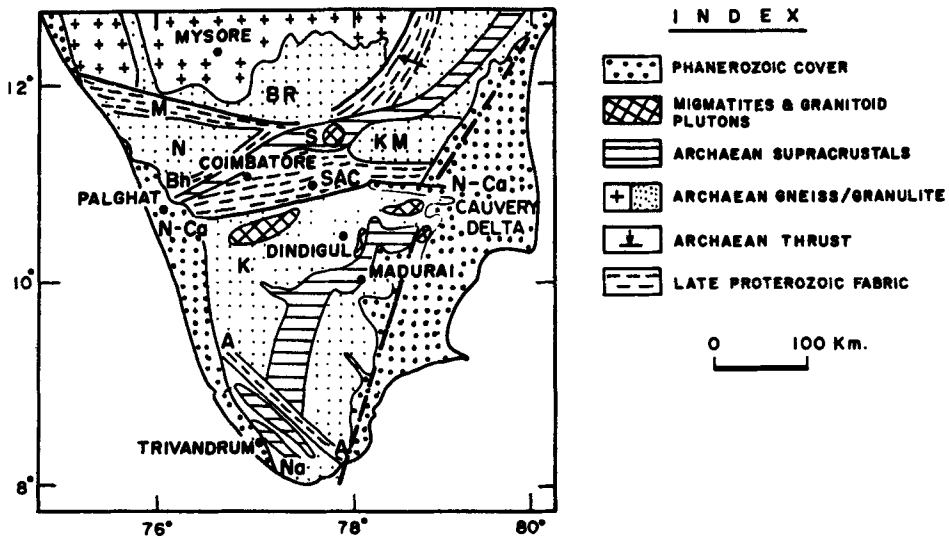 MYSORE
12°
BR
M
N
S
KM
COIMBATORE
Bh
SAC
PALGHAT
N-Ca
N-Ca
CAUVERY
DELTA
DINDIGUL
K
MADURAI
10°
A
A
TRIVANDRUM
Na
8°
76°
78°
80°
INDEX
PHANEROZOIC COVER
MIGMATITES & GRANITOID
PLUTONS
ARCHAEAN SUPRACRUSTALS
ARCHAEAN GNEISS/GRANULITE
ARCHAEAN THRUST
LATE PROTEROZOIC FABRIC
0 100 Km.